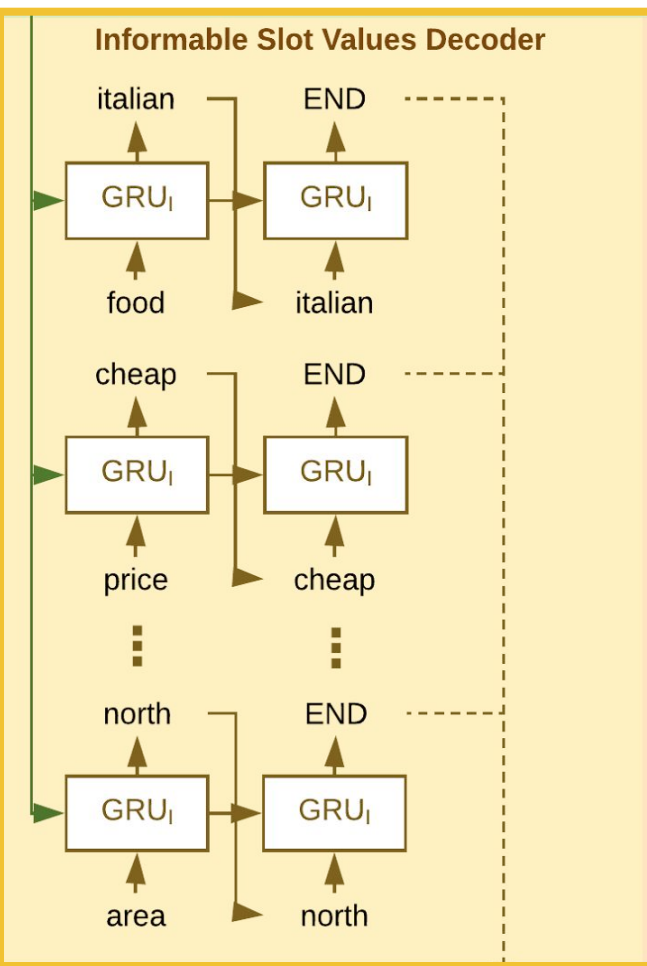 Informable Slot Values Decoder
italian END
GRUI GRUI
food italian
cheap END
GRUI GRUI
price cheap
north END
GRUI GRUI
area north